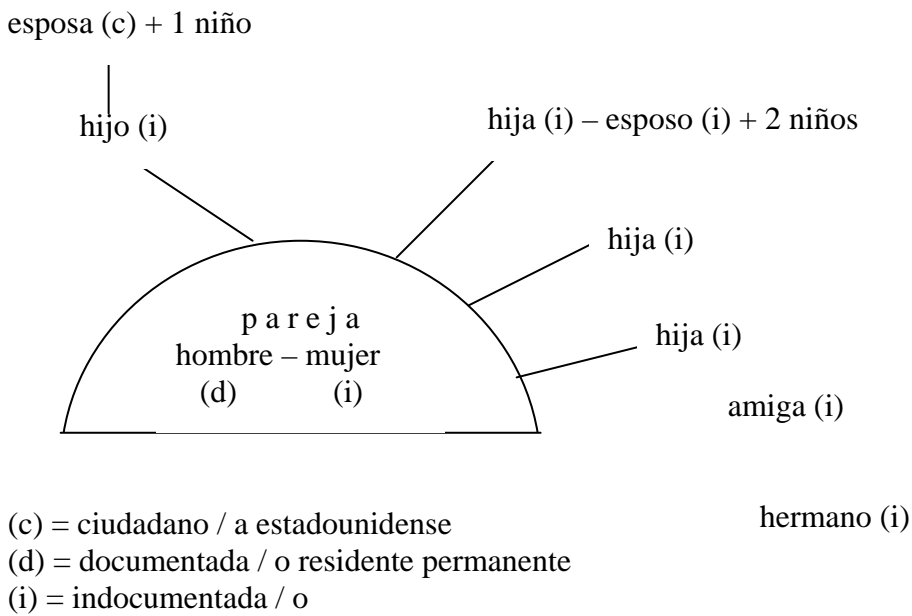 esposa (c) + 1 niño
hijo (i)
hija (i) – esposo (i) + 2 niños
hija (i)
p a r e j a
hombre – mujer
(d) (i)
hija (i)
amiga (i)
hermano (i)
(c) = ciudadano / a estadounidense
(d) = documentada / o residente permanente
(i) = indocumentada / o